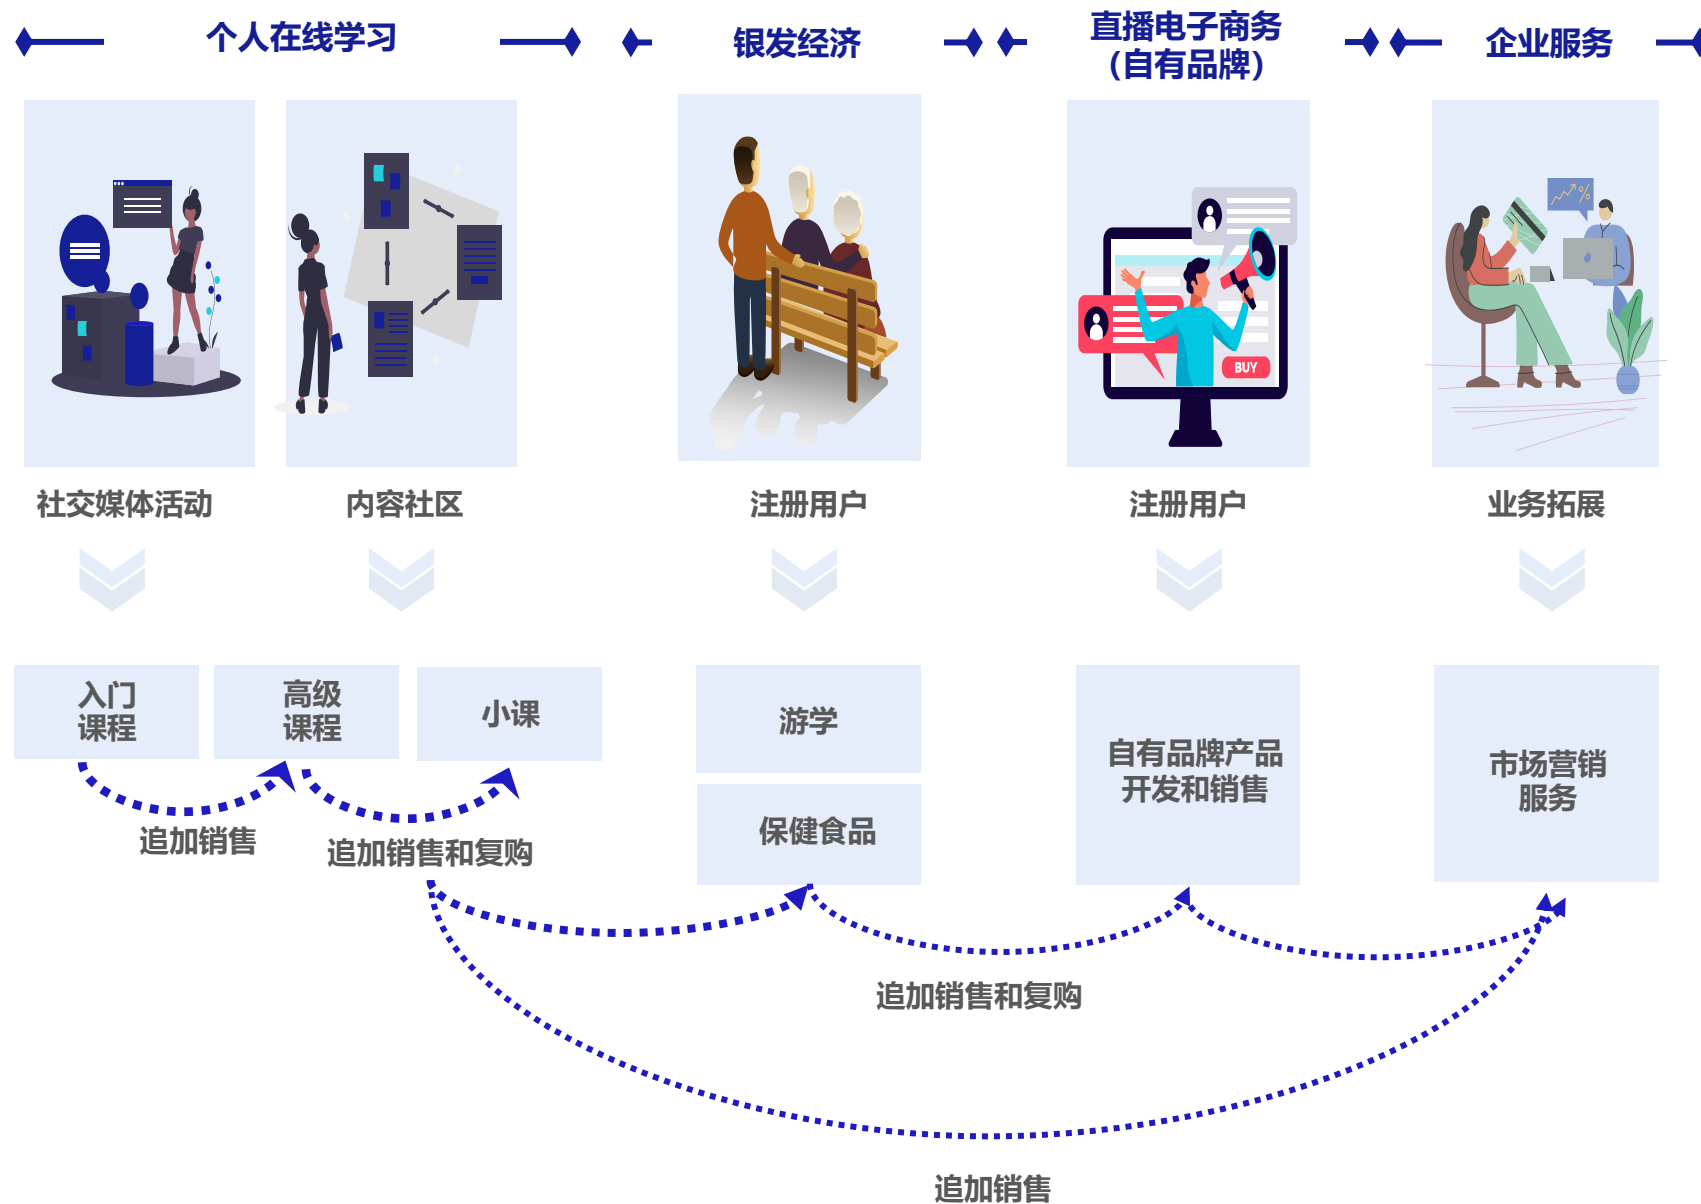 个人在线学习
银发经济
直播电子商务
（自有品牌）
企业服务
%
BUY
社交媒体活动
内容社区
注册用户
注册用户
业务拓展
入门
课程
高级
课程
小课
游学
保健食品
自有品牌产品
开发和销售
市场营销
服务
追加销售
追加销售和复购
追加销售和复购
追加销售